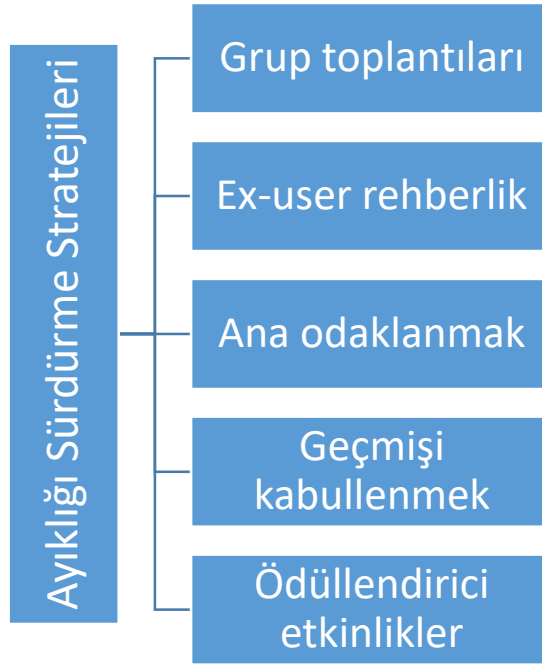 Ayıklığı Sürdürme Stratejileri
Grup toplantıları
Ex-user rehberlik
Ana odaklanmak
Geçmişi
kabullenmek
Ödüllendirici
etkinlikler